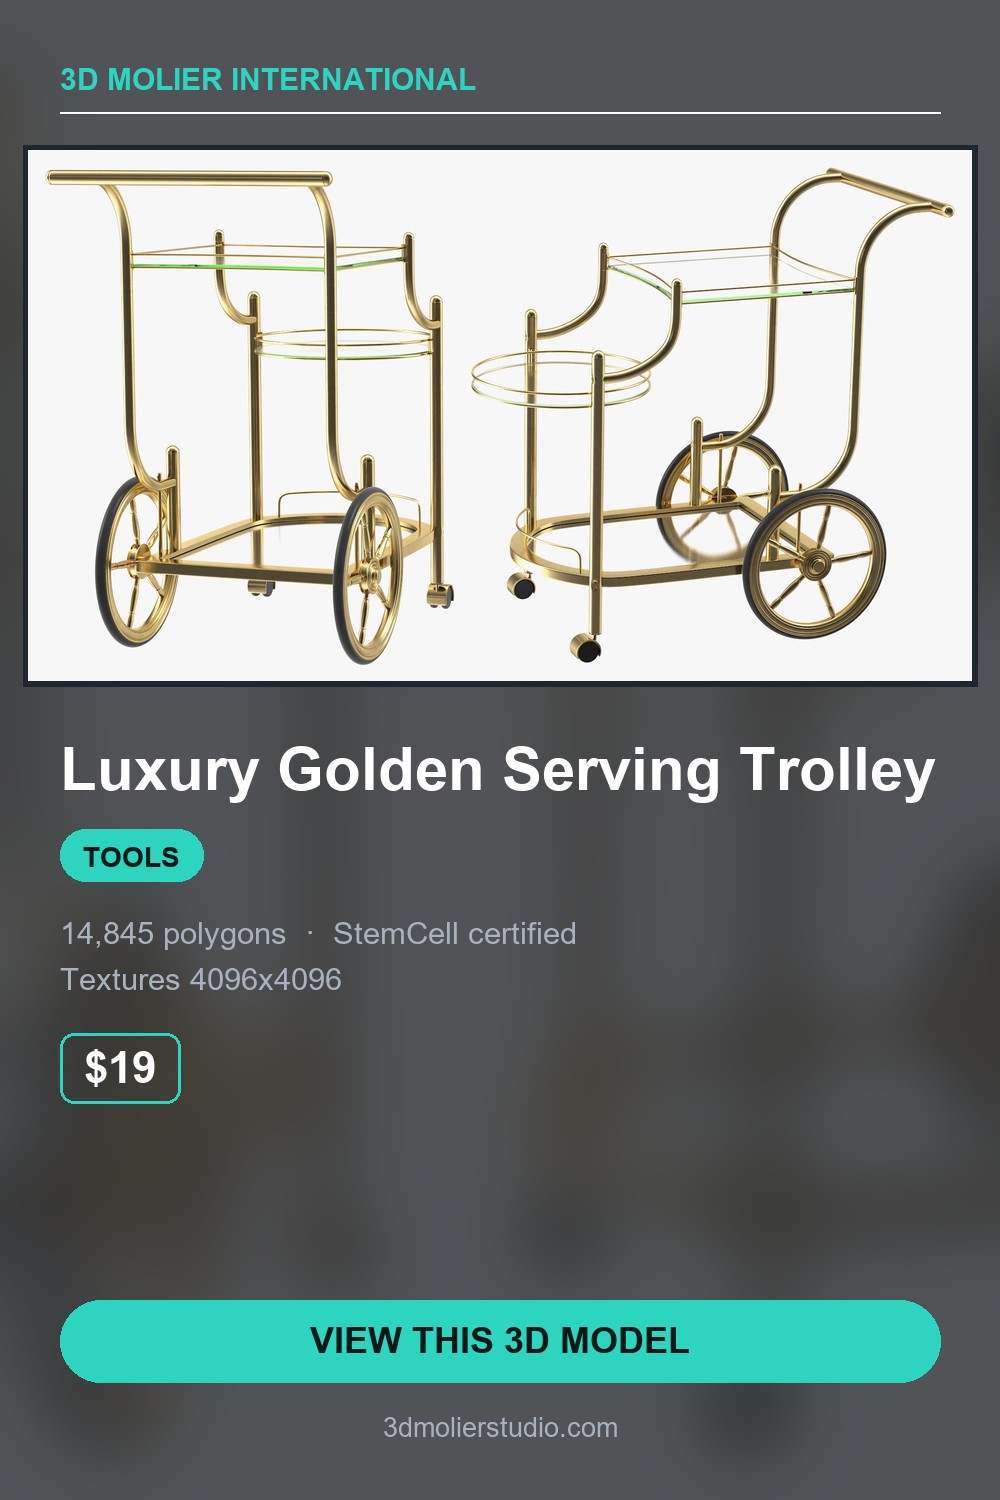 3D MOLIER INTERNATIONAL
Luxury Golden Serving Trolley
TOOLS
14,845 polygons · StemCell certified
Textures 4096x4096
$19
VIEW THIS 3D MODEL
3dmolierstudio.com